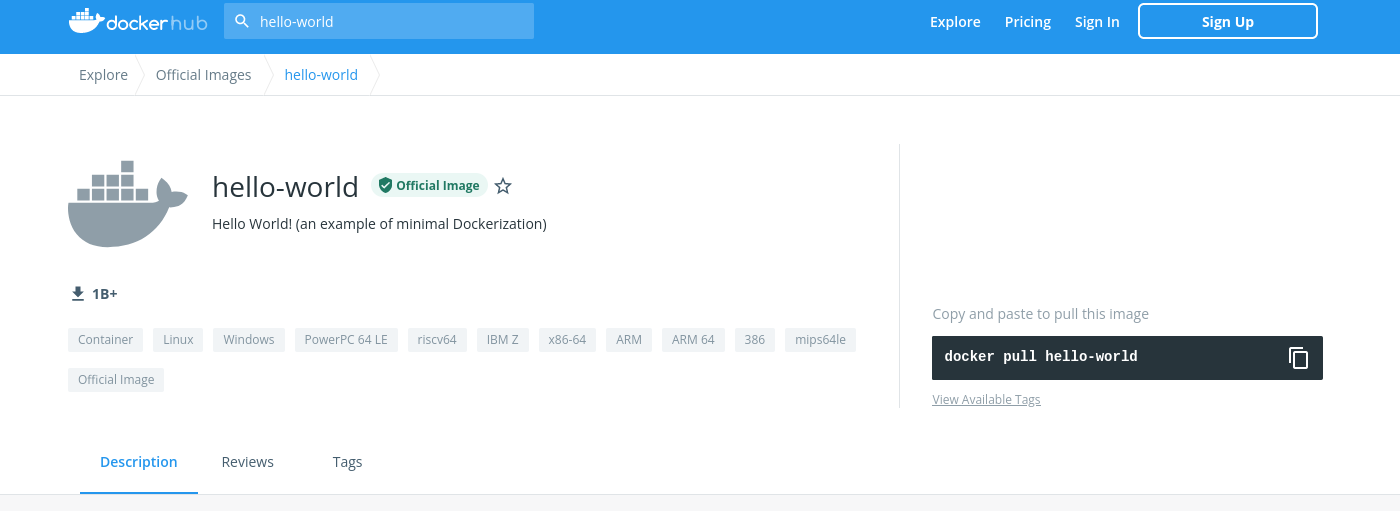 dockerhub hello-world Explore Pricing Sign In Sign Up
Explore Official Images hello-world
hello-world Official Image
Hello World! (an example of minimal Dockerization)
1B+
Copy and paste to pull this image
Container Linux Windows PowerPC 64 LE riscv64 IBM Z x86-64 ARM ARM 64 386 mips64le
docker pull hello-world
Official Image
View Available Tags
Description Reviews Tags